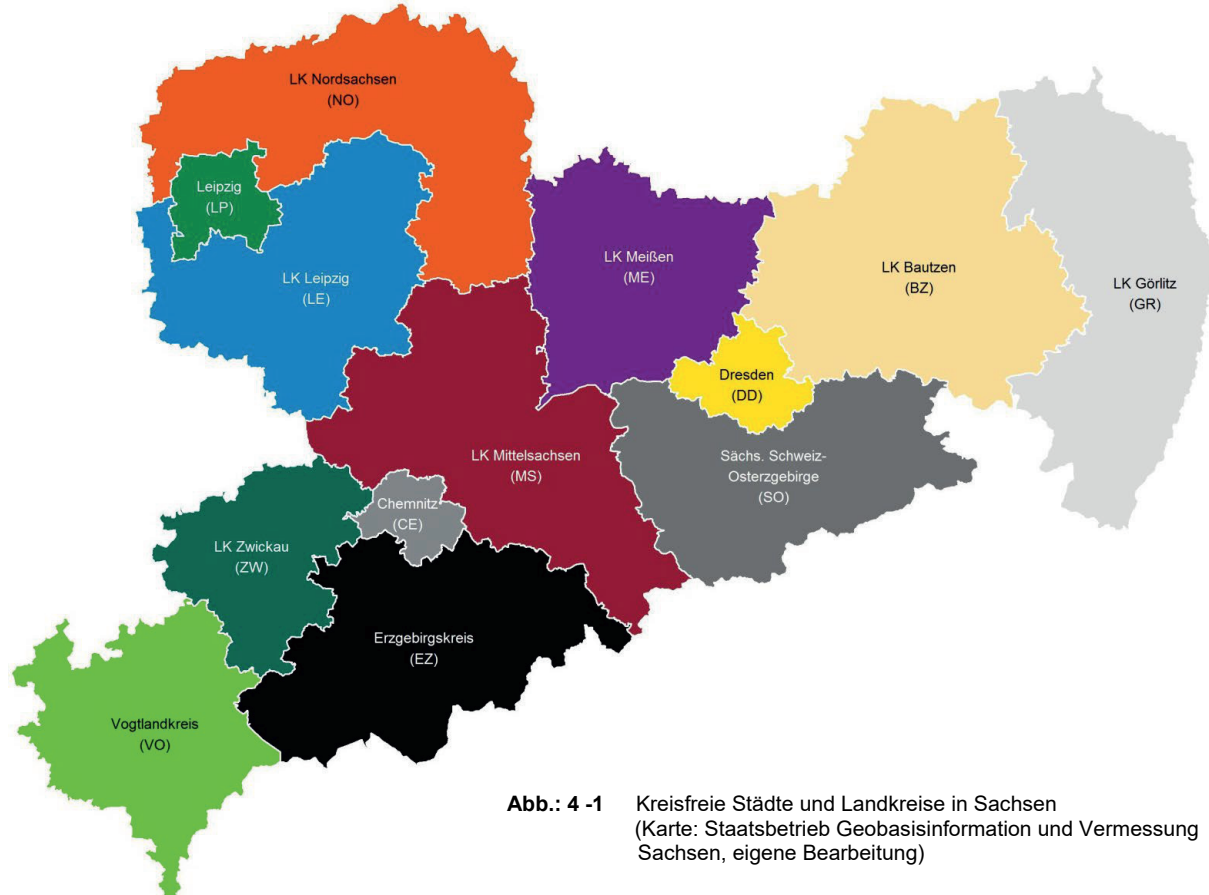 LK Nordsachsen
(NO)
Leipzig
(LP)
LK Leipzig
(LE)
LK Meißen
(ME)
LK Bautzen
(BZ)
LK Görlitz
(GR)
Dresden
(DD)
LK Mittelsachsen
(MS)
Sächs. Schweiz-
Osterzgebirge
(SO)
Chemnitz
(CE)
LK Zwickau
(ZW)
Erzgebirgskreis
(EZ)
Vogtlandkreis
(VO)
Abb.: 4 -1 Kreisfreie Städte und Landkreise in Sachsen
(Karte: Staatsbetrieb Geobasisinformation und Vermessung
Sachsen, eigene Bearbeitung)